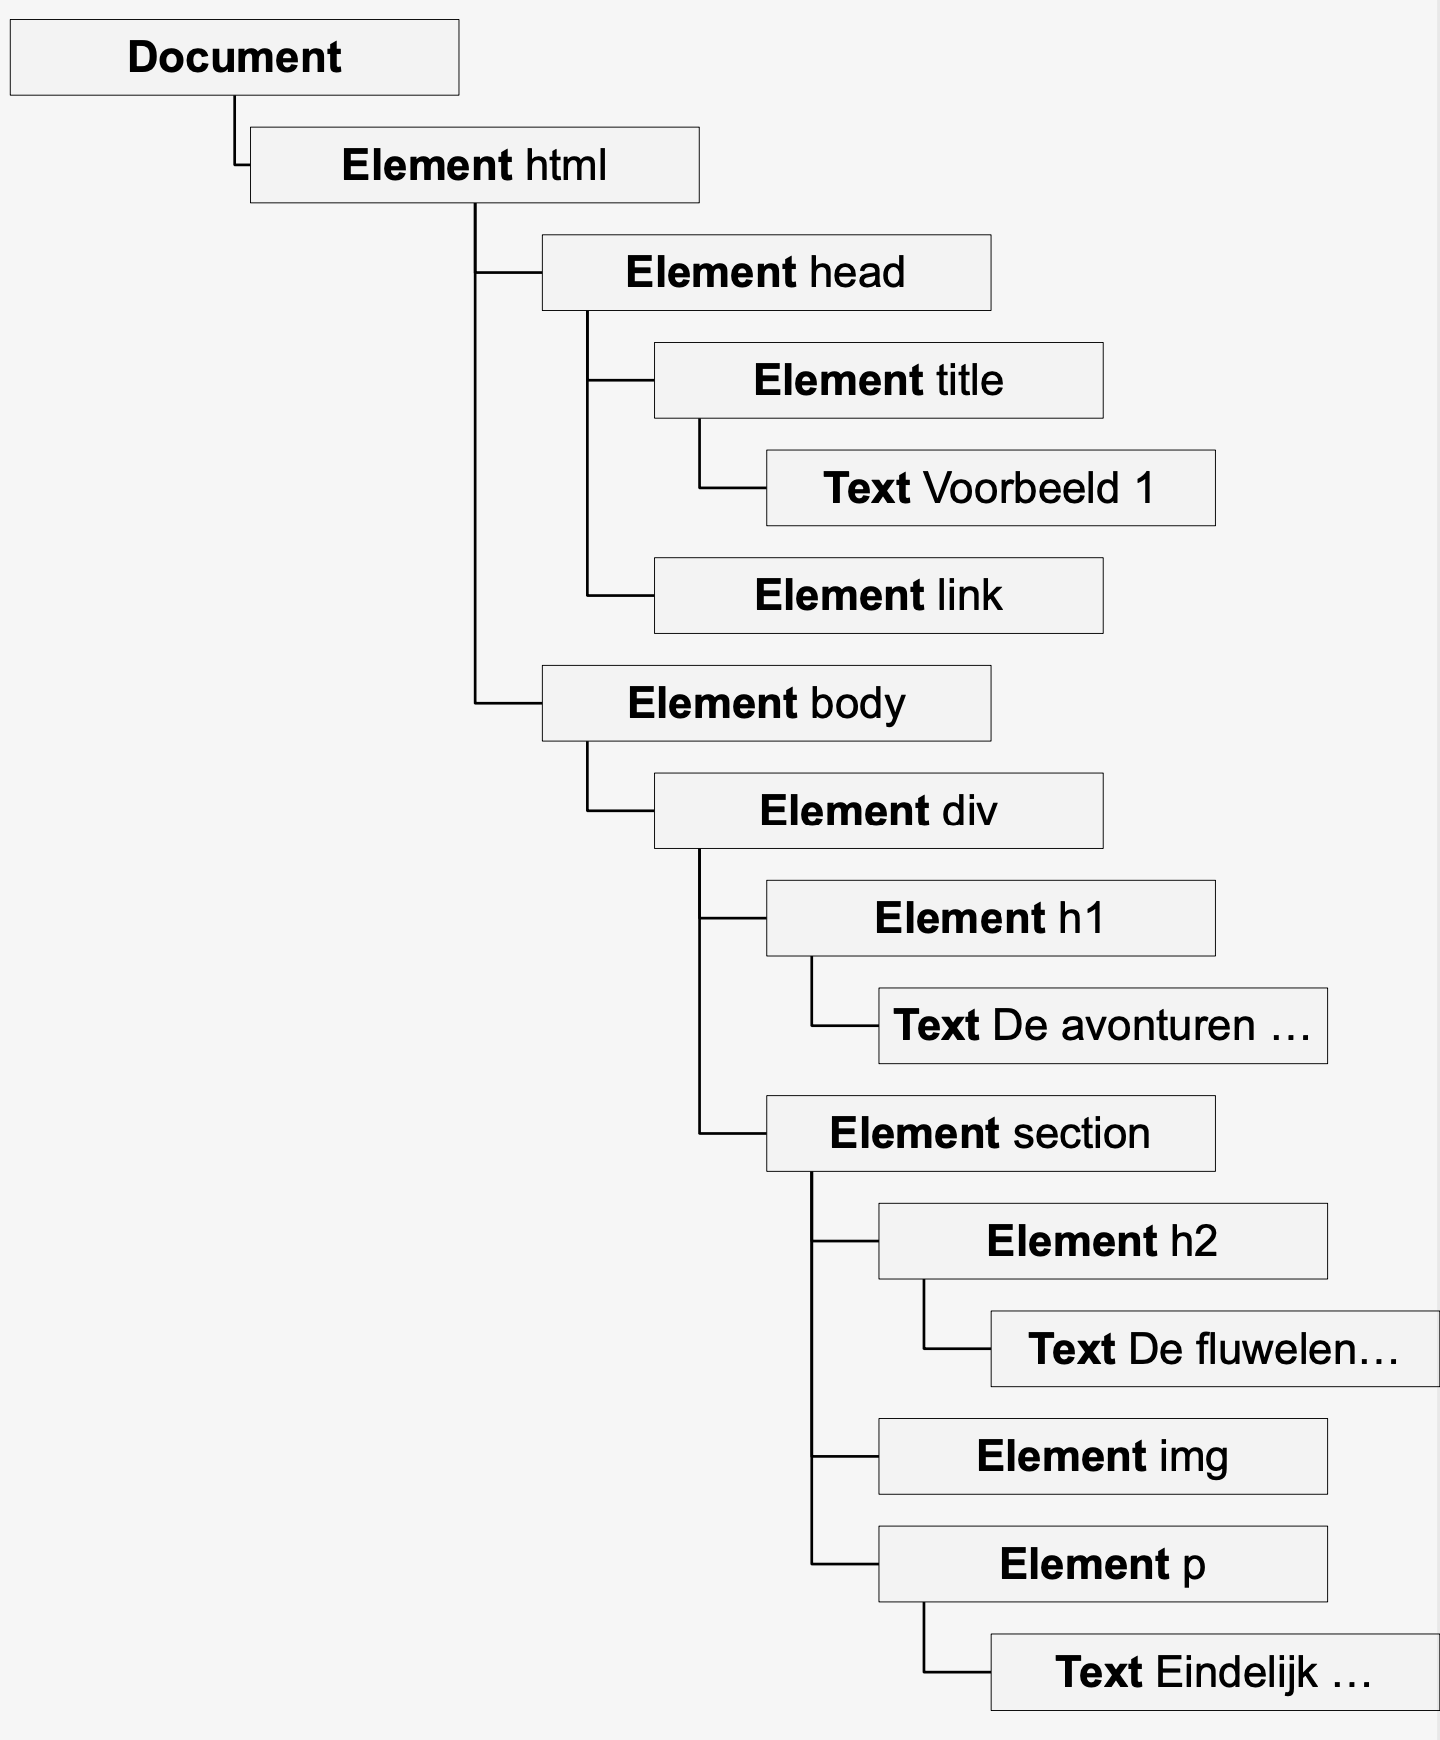 Document
Element html
Element head
Element title
Text Voorbeeld 1
Element link
Element body
Element div
Element h1
Text De avonturen …
Element section
Element h2
Text De fluwelen…
Element img
Element p
Text Eindelijk …